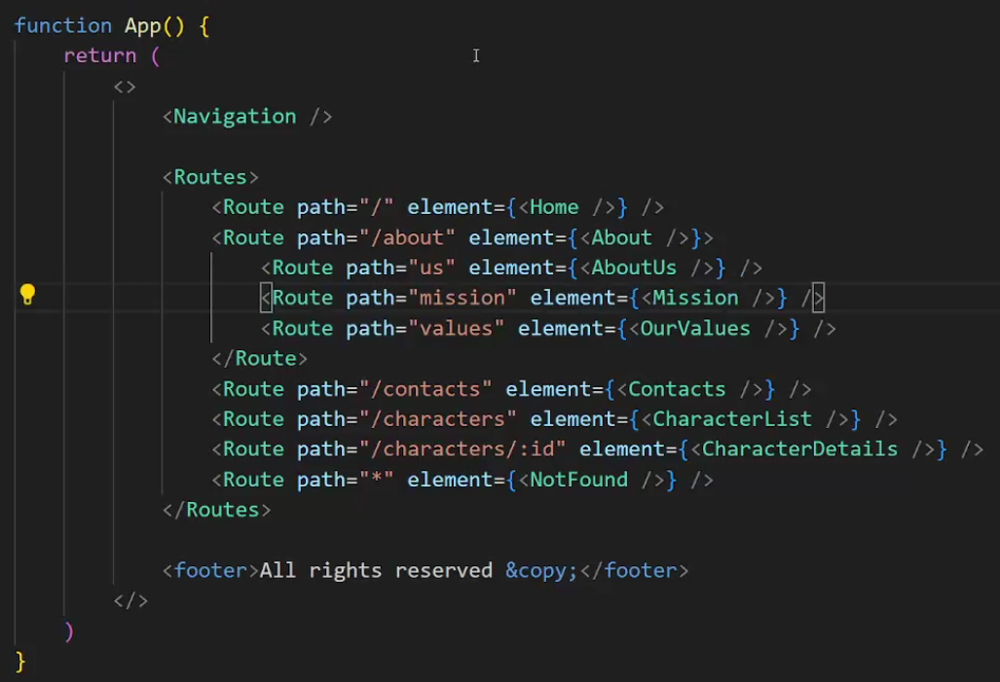 function App() {
return (
<>
<Navigation />
<Routes>
<Route path="/" element={<Home />} />
<Route path="/about" element={<About />}>
<Route path="us" element={<AboutUs />} />
<Route path="mission" element={<Mission />} />
<Route path="values" element={<OurValues />} />
</Route>
<Route path="/contacts" element={<Contacts />} />
<Route path="/characters" element={<CharacterList />} />
<Route path="/characters/:id" element={<CharacterDetails />} />
<Route path="*" element={<NotFound />} />
</Routes>
<footer>All rights reserved &copy;</footer>
</>
)
}